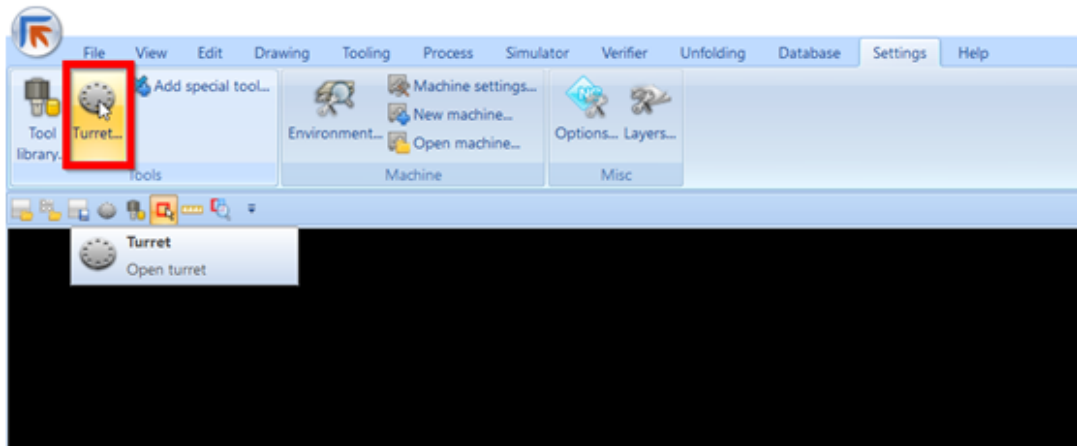 File View Edit Drawing Tooling Process Simulator Verifier Unfolding Database Settings Help
Tool library...
Turret...
Add special tool...
Tools
Environment...
Machine settings...
New machine...
Open machine...
Machine
Options...
Layers...
Misc
Turret
Open turret